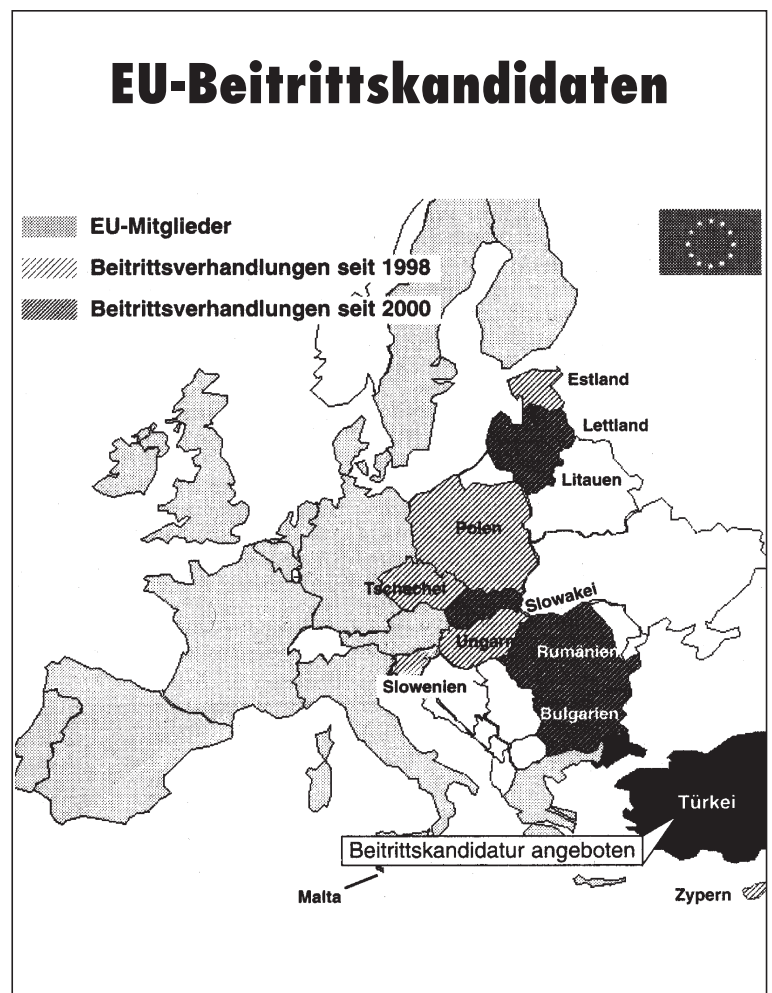 EU-Beitrittskandidaten
EU-Mitglieder
Beitrittsverhandlungen seit 1998
Beitrittsverhandlungen seit 2000
Estland
Lettland
Litauen
Polen
Tschechei
Slowakei
Ungarn
Rumänien
Slowenien
Bulgarien
Türkei
Beitrittskandidatur angeboten
Malta
Zypern